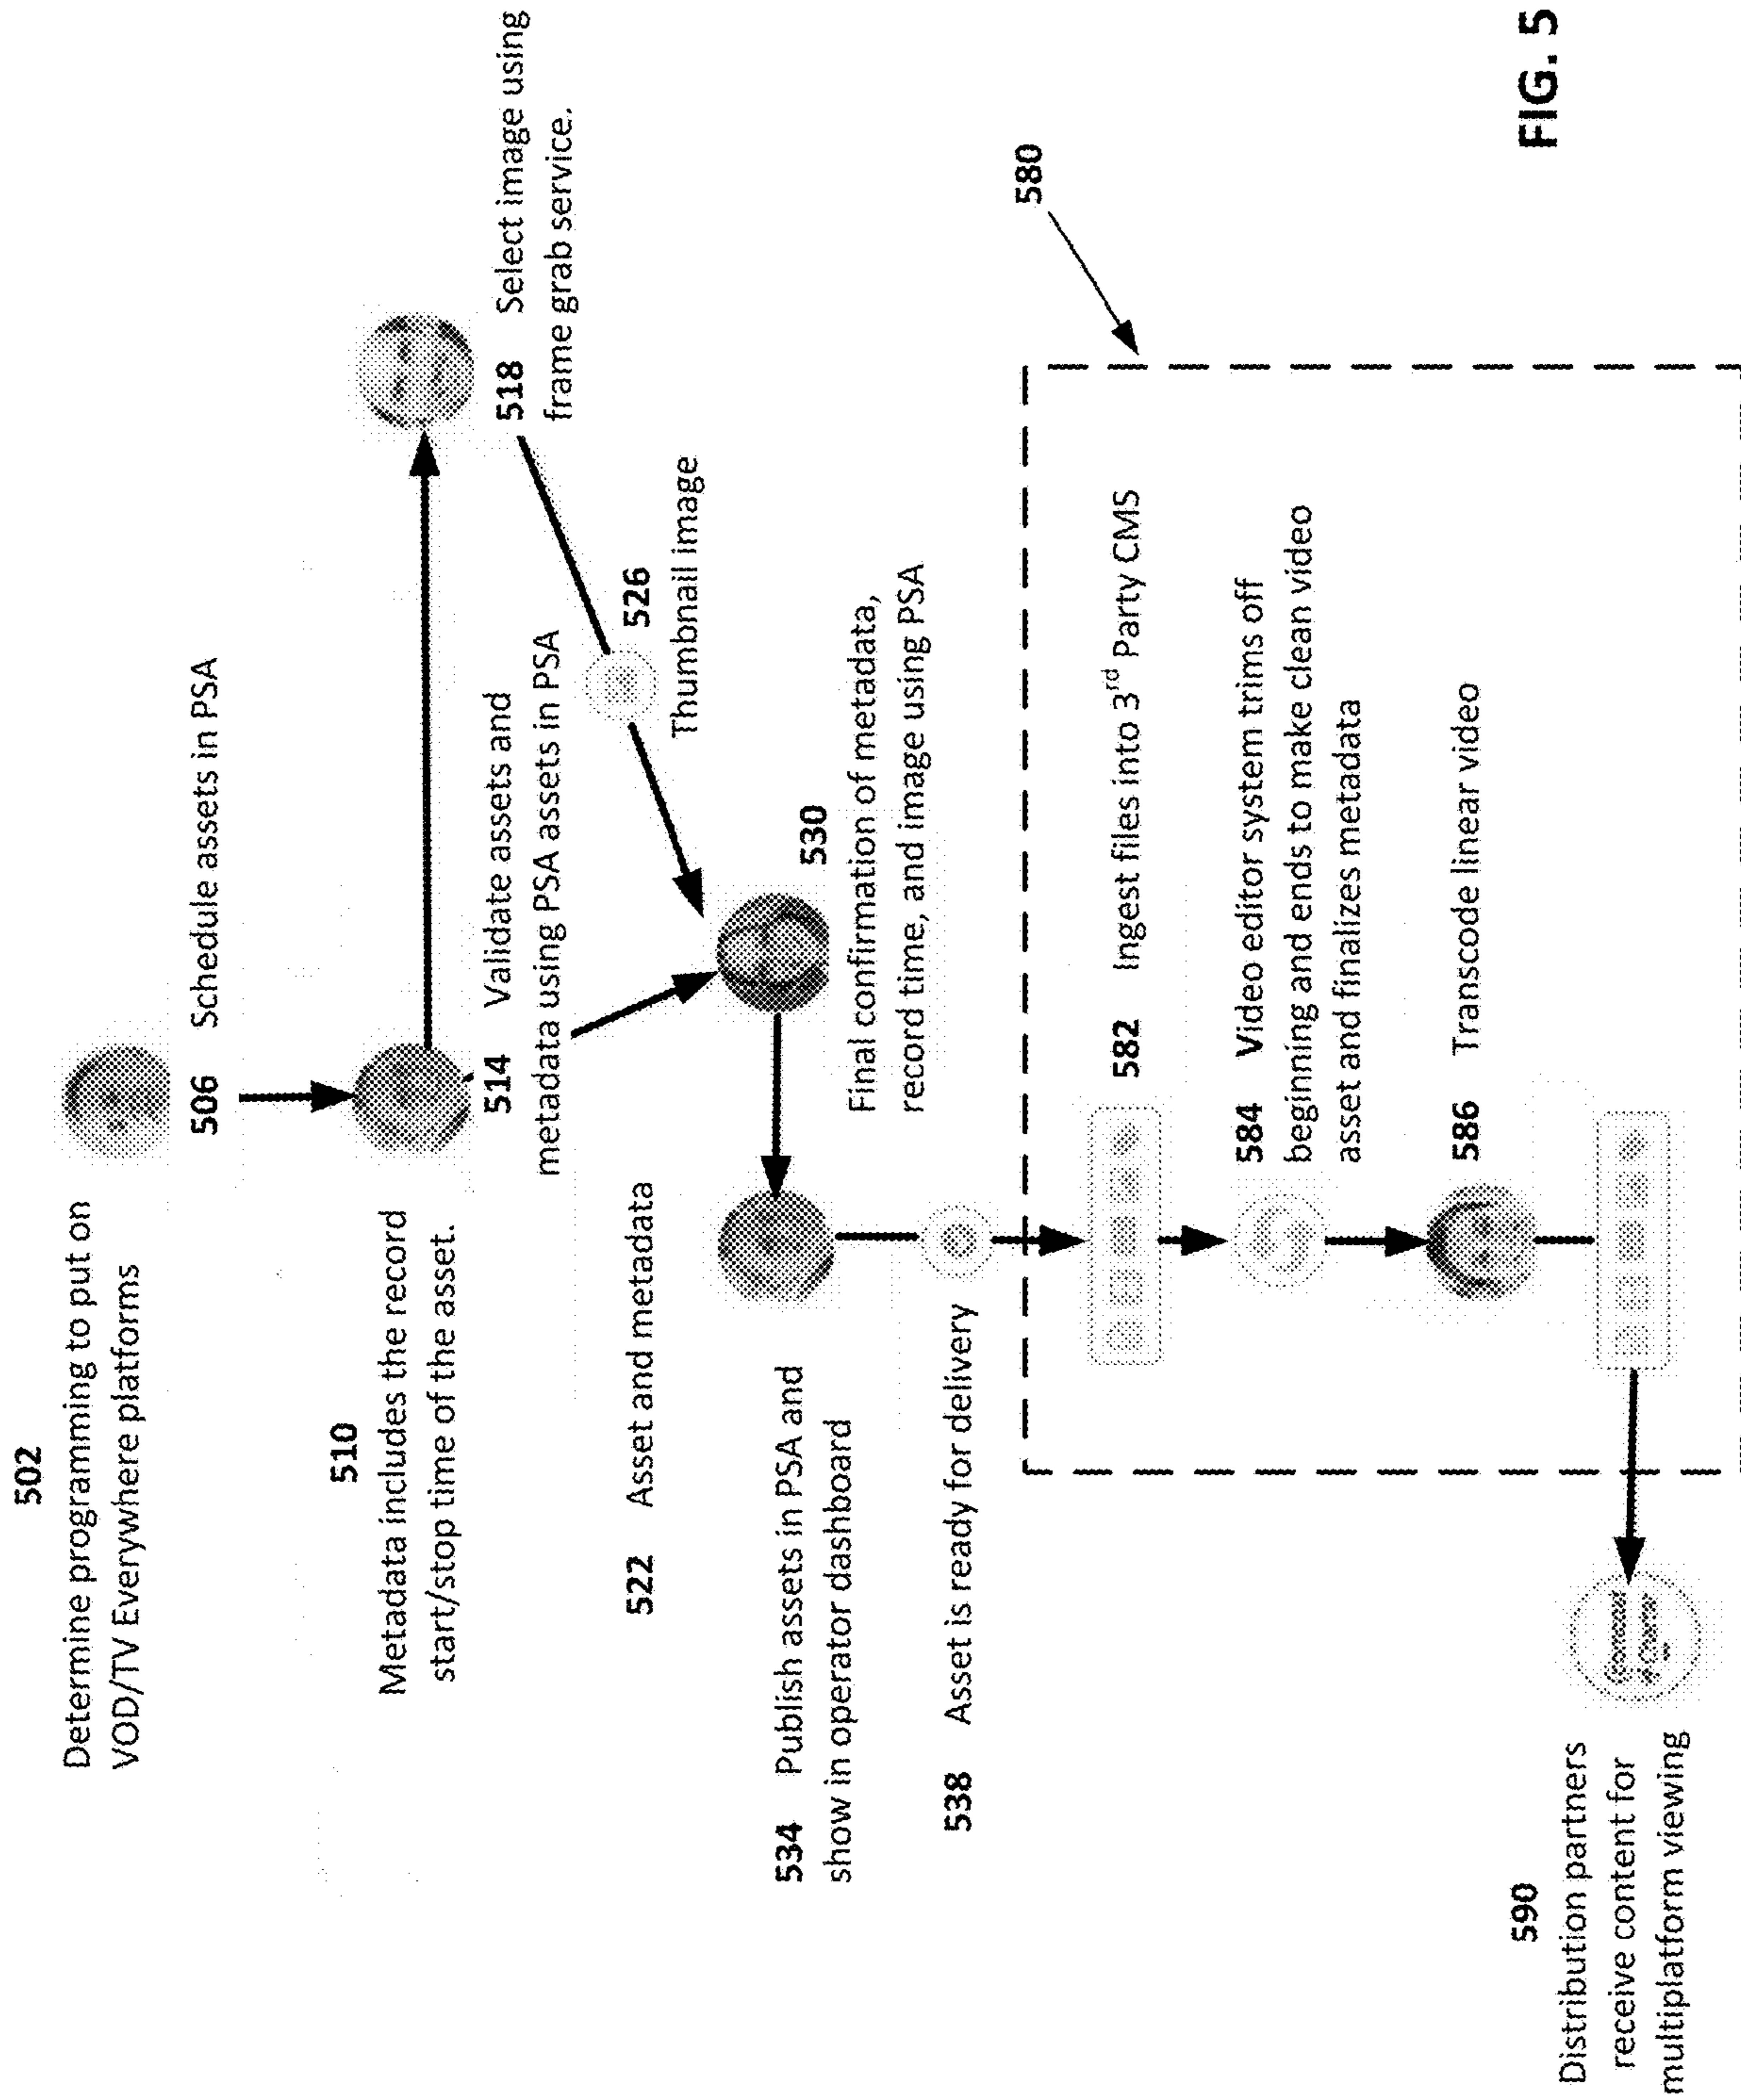 502
Determine programming to put on
VOD/TV Everywhere platforms
506 Schedule assets in PSA
510
Metadata includes the record
start/stop time of the asset.
514 Validate assets and
metadata using PSA assets in PSA
518 Select image using
frame grab service.
522 Asset and metadata
526
Thumbnail image
530
Final confirmation of metadata,
record time, and image using PSA
534 Publish assets in PSA and
show in operator dashboard
538 Asset is ready for delivery
580
582 Ingest files into 3rd Party CMS
584 Video editor system trims off
beginning and ends to make clean video
asset and finalizes metadata
586 Transcode linear video
590
Distribution partners
receive content for
multiplatform viewing
FIG. 5